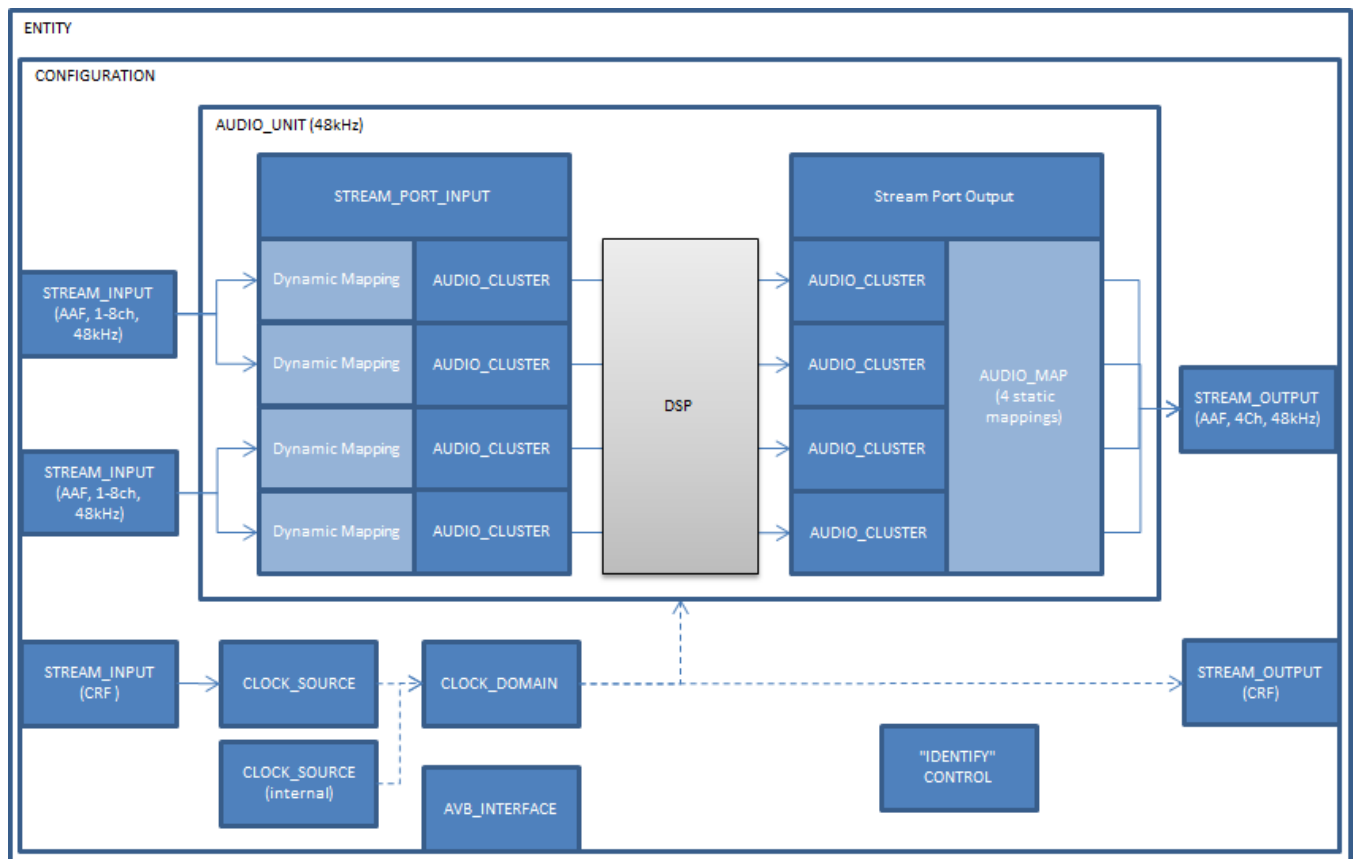 ENTITY
CONFIGURATION
AUDIO_UNIT (48kHz)
STREAM_PORT_INPUT
Stream Port Output
Dynamic Mapping
AUDIO_CLUSTER
Dynamic Mapping
AUDIO_CLUSTER
Dynamic Mapping
AUDIO_CLUSTER
Dynamic Mapping
AUDIO_CLUSTER
DSP
AUDIO_CLUSTER
AUDIO_CLUSTER
AUDIO_CLUSTER
AUDIO_CLUSTER
AUDIO_MAP
(4 static
mappings)
STREAM_INPUT
(AAF, 1-8ch,
48kHz)
STREAM_INPUT
(AAF, 1-8ch,
48kHz)
STREAM_OUTPUT
(AAF, 4Ch, 48kHz)
STREAM_INPUT
(CRF )
CLOCK_SOURCE
CLOCK_DOMAIN
STREAM_OUTPUT
(CRF)
CLOCK_SOURCE
(internal)
AVB_INTERFACE
"IDENTIFY"
CONTROL